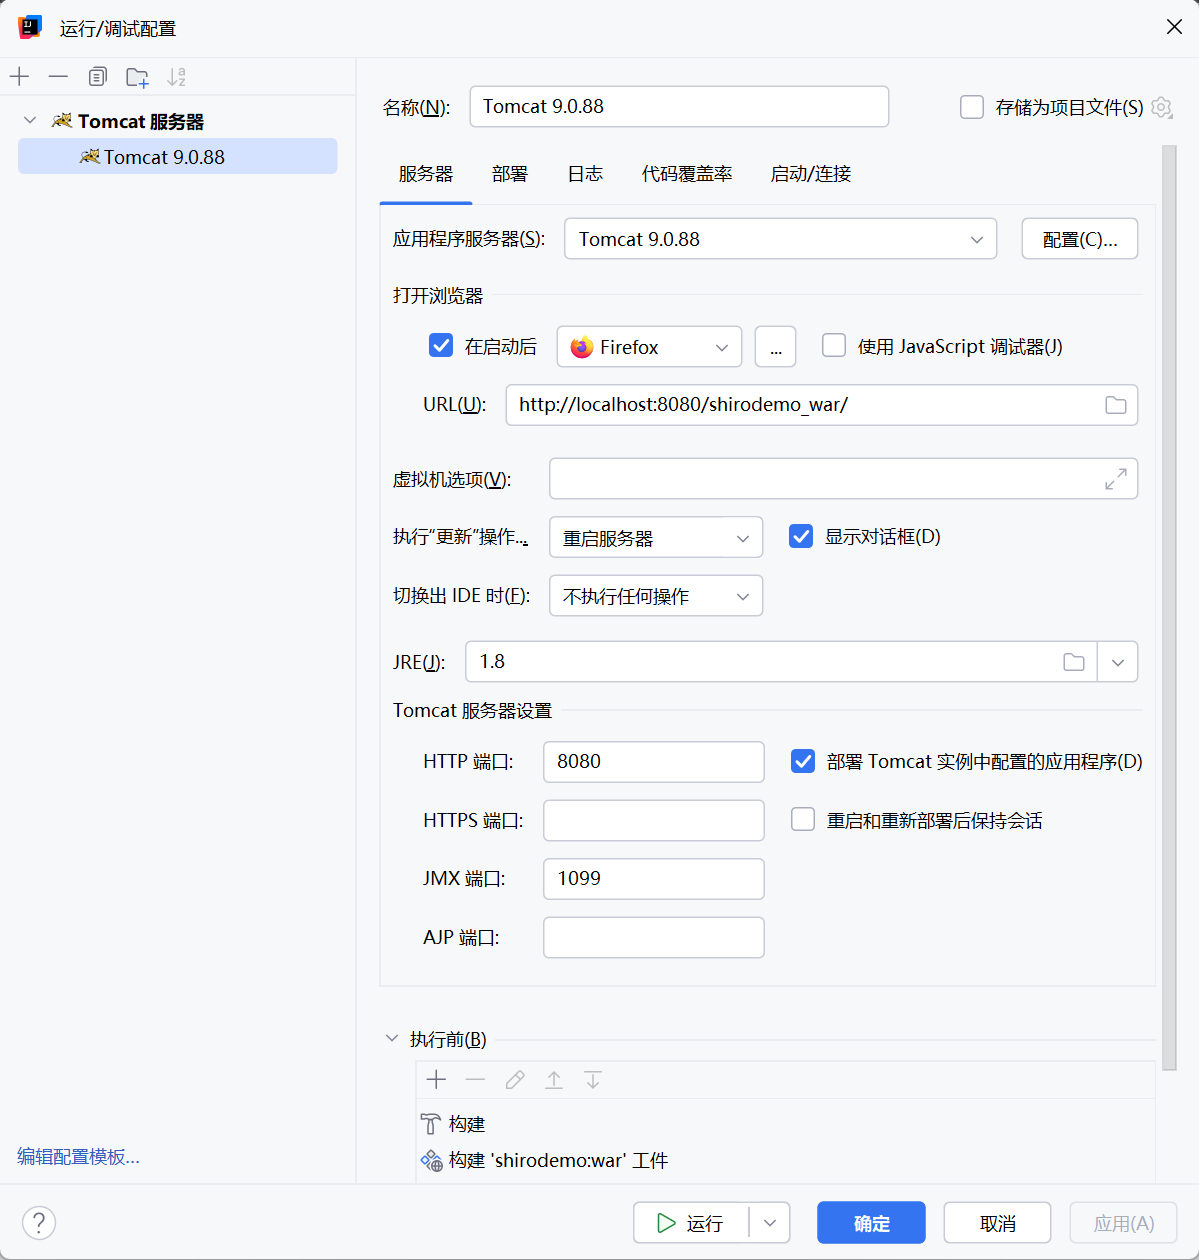 运行/调试配置
Tomcat 服务器
Tomcat 9.0.88
名称(N):
Tomcat 9.0.88
存储为项目文件(S)
服务器 部署 日志 代码覆盖率 启动/连接
应用程序服务器(S): Tomcat 9.0.88 配置(C)...
打开浏览器
在启动后 Firefox ... 使用 JavaScript 调试器(J)
URL(U): http://localhost:8080/shirodemo_war/
虚拟机选项(V):
执行“更新”操作... 重启服务器 显示对话框(D)
切换出 IDE 时(F): 不执行任何操作
JRE(J): 1.8
Tomcat 服务器设置
HTTP 端口: 8080 部署 Tomcat 实例中配置的应用程序(D)
HTTPS 端口: 重启和重新部署后保持会话
JMX 端口: 1099
AJP 端口:
执行前(B)
构建
构建 'shirodemo:war' 工件
编辑配置模板...
? 运行 确定 取消 应用(A)